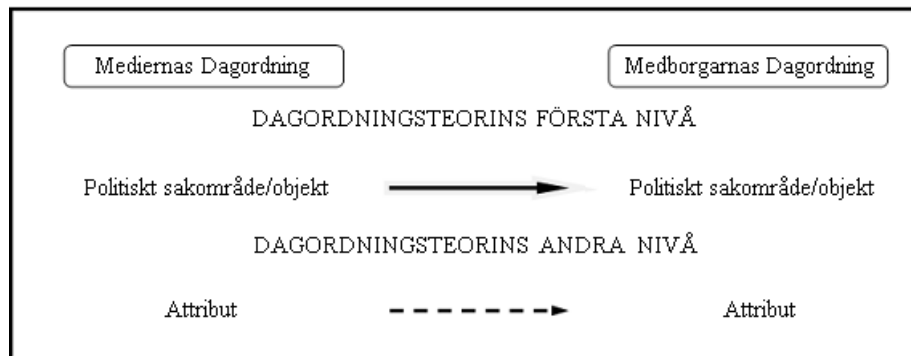 Mediernas Dagordning
Medborgarnas Dagordning
DAGORDNINGSTEORINS FÖRSTA NIVÅ
Politiskt sakområde/objekt
Politiskt sakområde/objekt
DAGORDNINGSTEORINS ANDRA NIVÅ
Attribut
Attribut